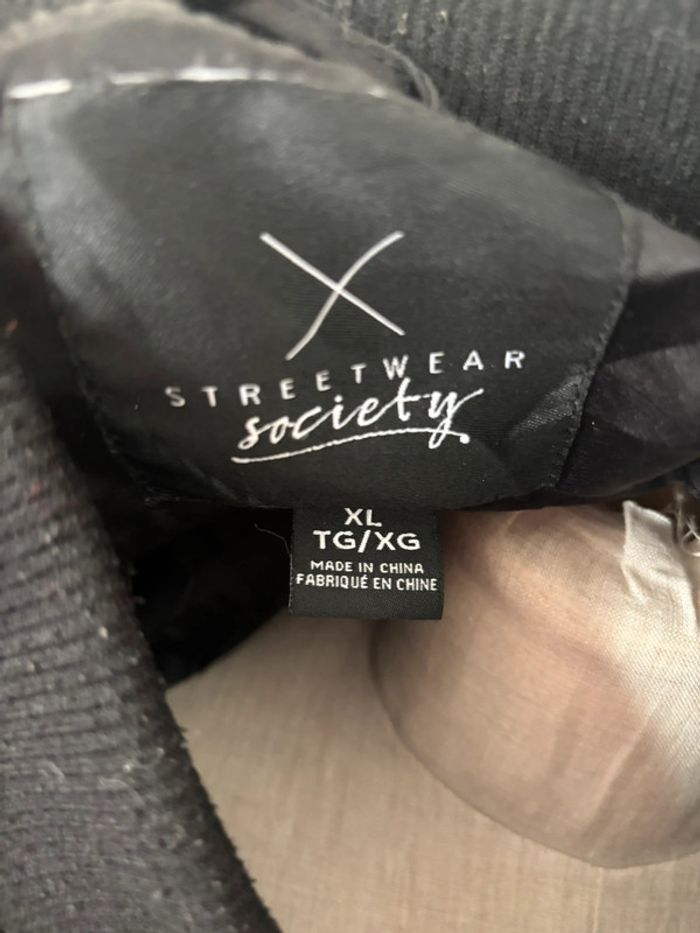 STREETWEAR
society
XL
TG/XG
MADE IN CHINA
FABRIQUÉ EN CHINE